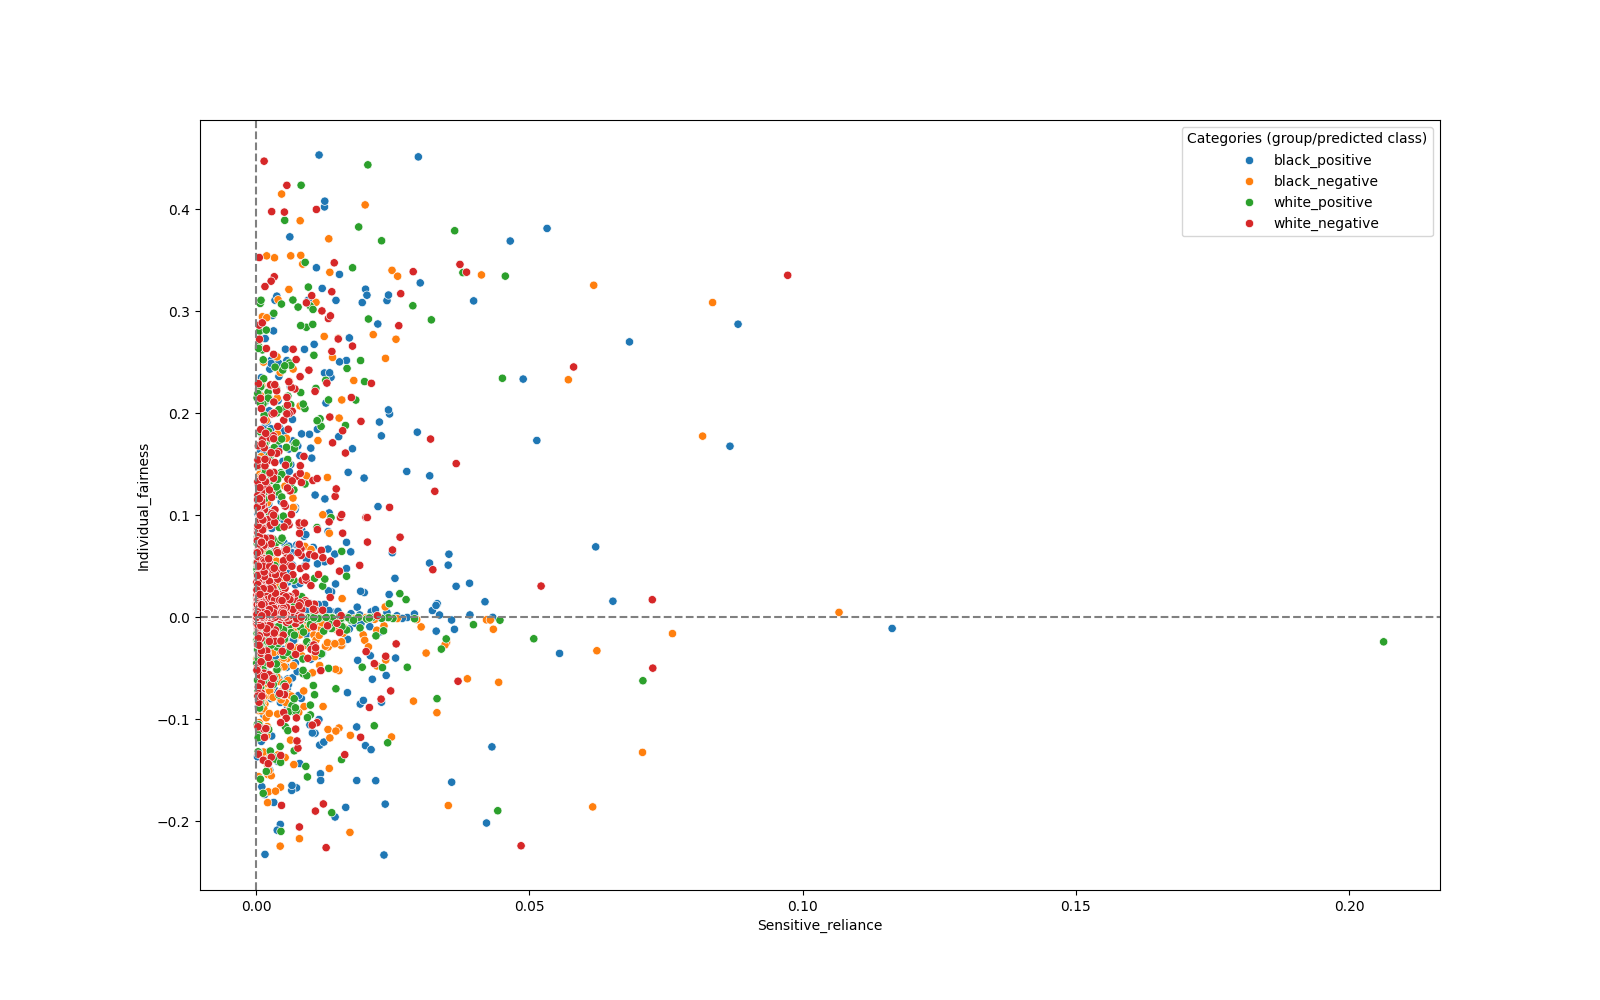 Categories (group/predicted class)
black_positive
black_negative
white_positive
white_negative
Individual_fairness
0.4
0.3
0.2
0.1
0.0
−0.1
−0.2
0.00
0.05
0.10
0.15
0.20
Sensitive_reliance